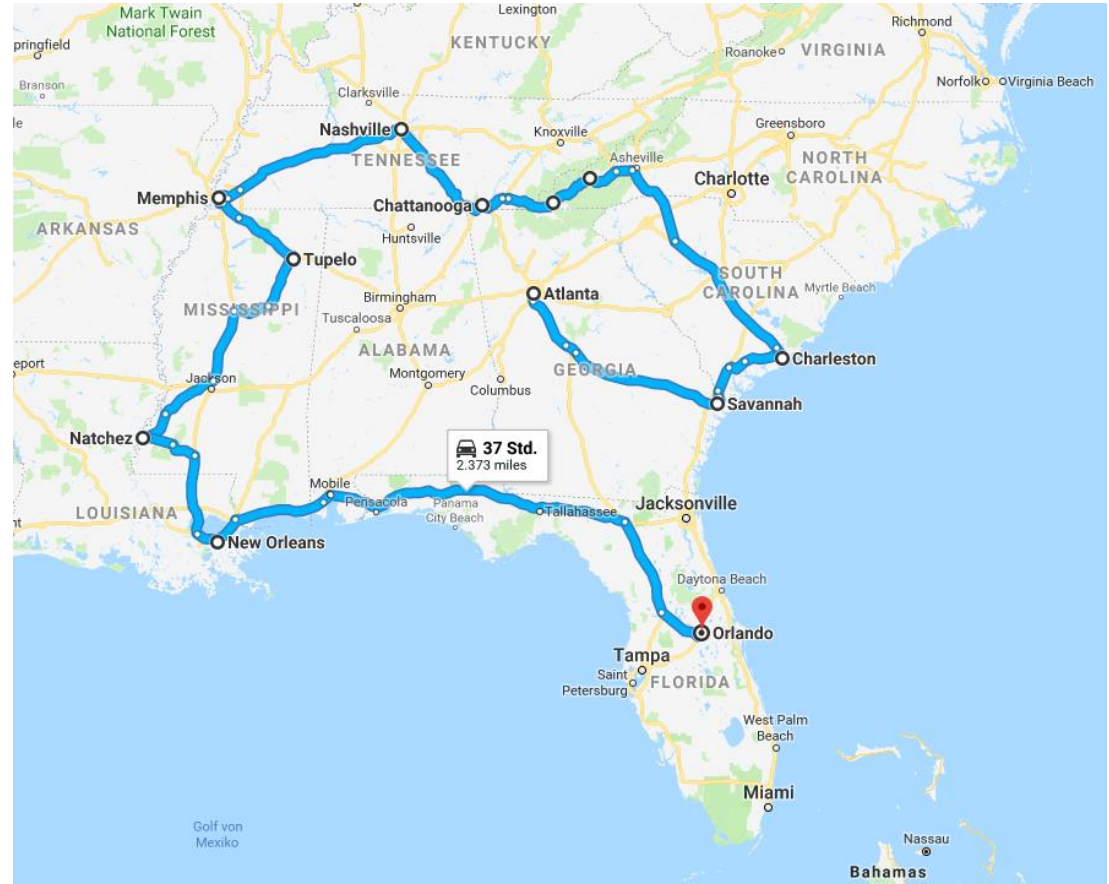 Mark Twain
National Forest
Lexington
Richmond
KENTUCKY
pringfield
Roanoke
VIRGINIA
Branson
Norfolk
Virginia Beach
Clarksville
le
Nashville
Knoxville
Greensboro
TENNESSEE
Asheville
NORTH
CAROLINA
Memphis
Chattanooga
Charlotte
ARKANSAS
Huntsville
Tupelo
SOUTH
CAROLINA
Myrtle Beach
Atlanta
Birmingham
MISSISSIPPI
Tuscaloosa
ALABAMA
Charleston
eport
Jackson
Montgomery
GEORGIA
Columbus
Savannah
Natchez
37 Std.
2.373 miles
Mobile
Pensacola
Panama
City Beach
Jacksonville
LOUISIANA
Tallahassee
nt
New Orleans
Daytona Beach
Orlando
Tampa
Saint
Petersburg
FLORIDA
West Palm
Beach
Miami
Golf von
Mexiko
Nassau
Bahamas